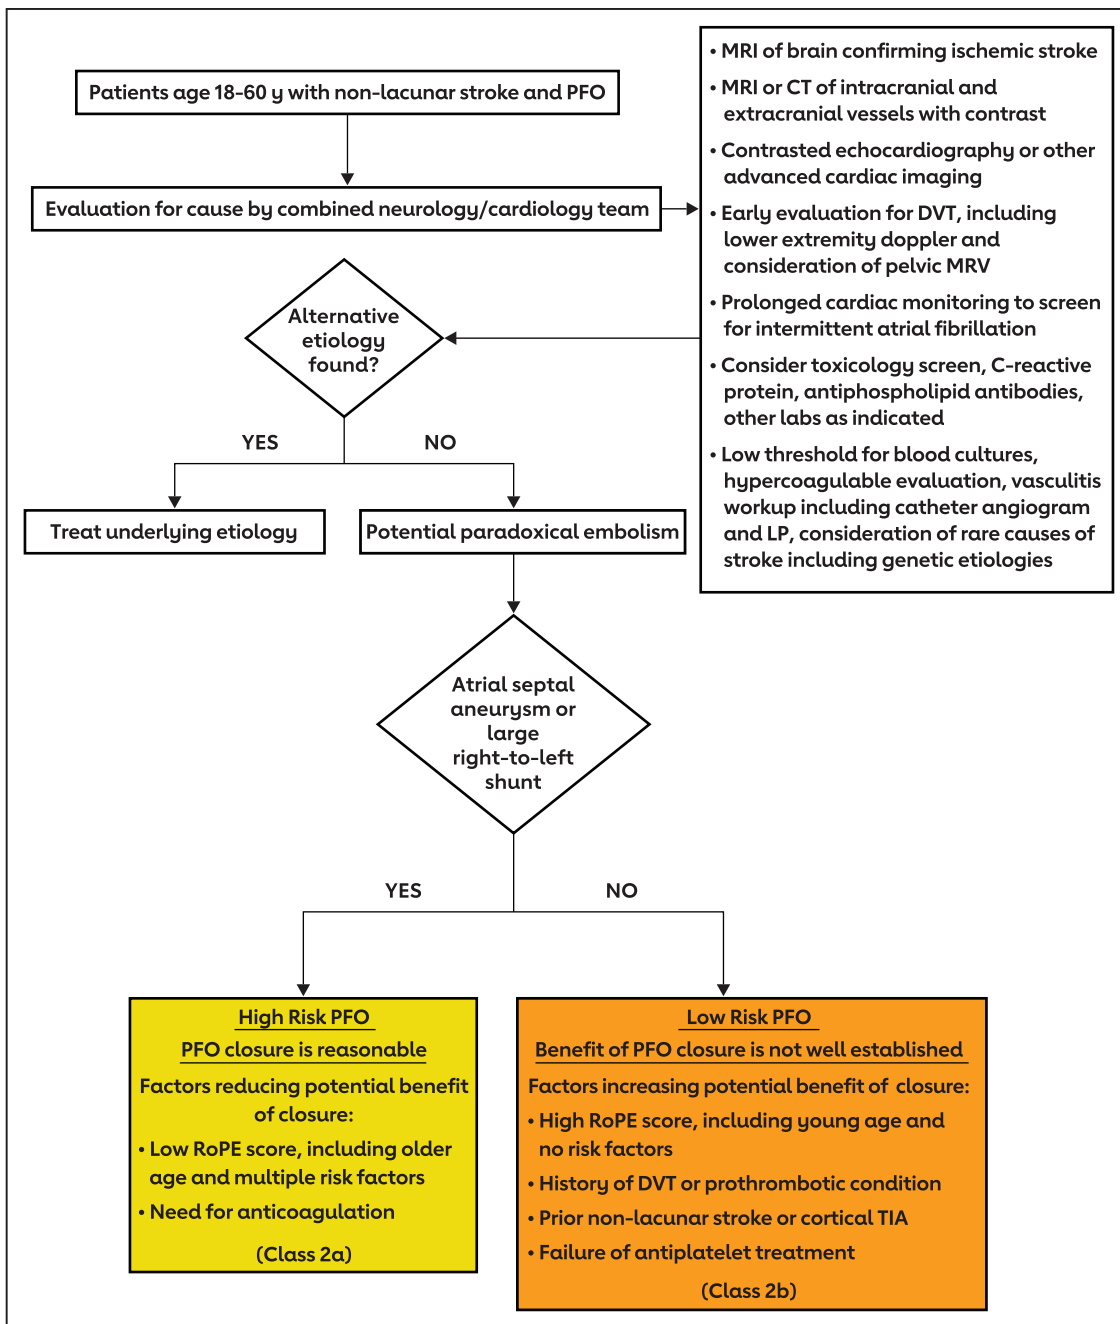 Patients age 18-60 y with non-lacunar stroke and PFO
Evaluation for cause by combined neurology/cardiology team
• MRI of brain confirming ischemic stroke
• MRI or CT of intracranial and
extracranial vessels with contrast
• Contrasted echocardiography or other
advanced cardiac imaging
• Early evaluation for DVT, including
lower extremity doppler and
consideration of pelvic MRV
• Prolonged cardiac monitoring to screen
for intermittent atrial fibrillation
• Consider toxicology screen, C-reactive
protein, antiphospholipid antibodies,
other labs as indicated
• Low threshold for blood cultures,
hypercoagulable evaluation, vasculitis
workup including catheter angiogram
and LP, consideration of rare causes of
stroke including genetic etiologies
Alternative
etiology
found?
YES
NO
Treat underlying etiology
Potential paradoxical embolism
Atrial septal
aneurysm or
large
right-to-left
shunt
YES
NO
High Risk PFO
PFO closure is reasonable
Factors reducing potential benefit
of closure:
• Low RoPE score, including older
age and multiple risk factors
• Need for anticoagulation
(Class 2a)
Low Risk PFO
Benefit of PFO closure is not well established
Factors increasing potential benefit of closure:
• High RoPE score, including young age and
no risk factors
• History of DVT or prothrombotic condition
• Prior non-lacunar stroke or cortical TIA
• Failure of antiplatelet treatment
(Class 2b)